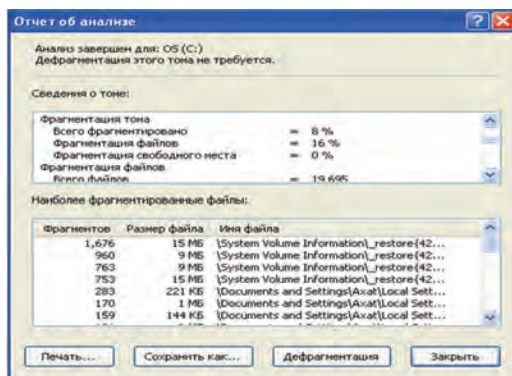 Отчет об анализе
Анализ завершен для: OS (C:)
Дефрагментация этого тома не требуется.
Сведения о томе:
Фрагментация тома
Всего фрагментировано = 8 %
Фрагментация файлов = 16 %
Фрагментация свободного места = 0 %
Фрагментация файлов
Всего файлов = 19,695
Наиболее фрагментированные файлы:
Фрагментов Размер файла Имя файла
1,676 15 МБ \System Volume Information\_restore{42...
960 9 МБ \System Volume Information\_restore{42...
763 9 МБ \System Volume Information\_restore{42...
753 15 МБ \System Volume Information\_restore{42...
283 221 КБ \Documents and Settings\Axat\Local Sett...
170 1 МБ \Documents and Settings\Axat\Local Sett...
159 144 КБ \Documents and Settings\Axat\Local Sett...
Печать... Сохранить как... Дефрагментация Закрыть